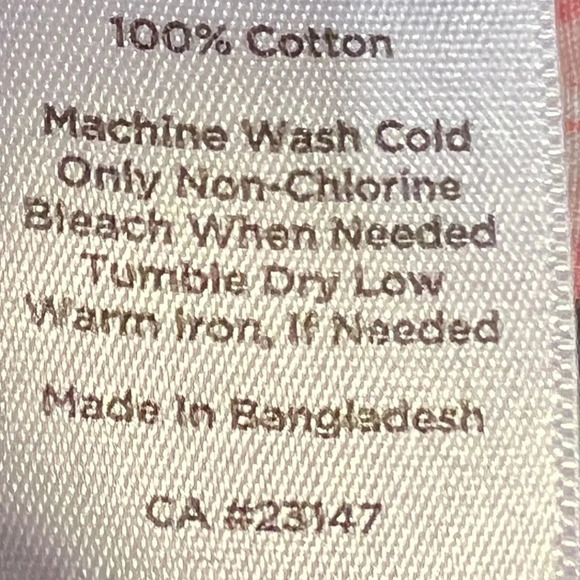 100% Cotton
Machine Wash Cold
Only Non-Chlorine
Bleach When Needed
Tumble Dry Low
Warm Iron, If Needed
Made In Bangladesh
CA #23147